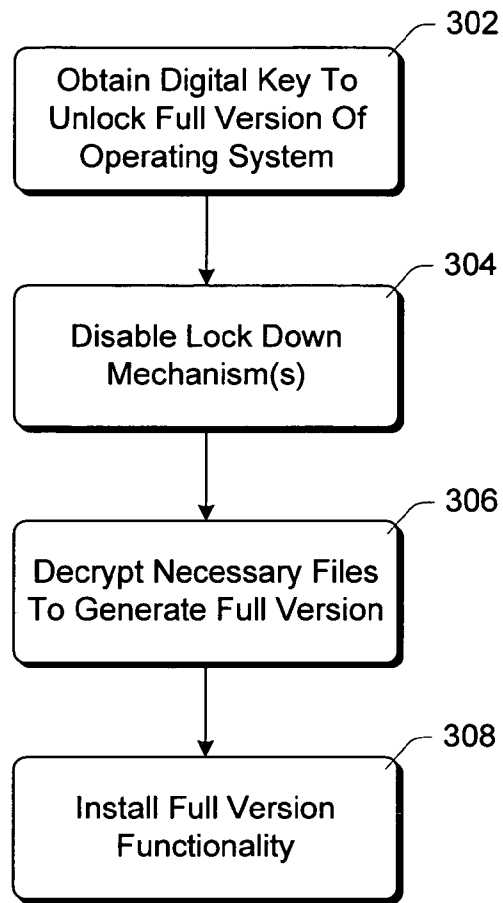 302
Obtain Digital Key To
Unlock Full Version Of
Operating System
304
Disable Lock Down
Mechanism(s)
306
Decrypt Necessary Files
To Generate Full Version
308
Install Full Version
Functionality